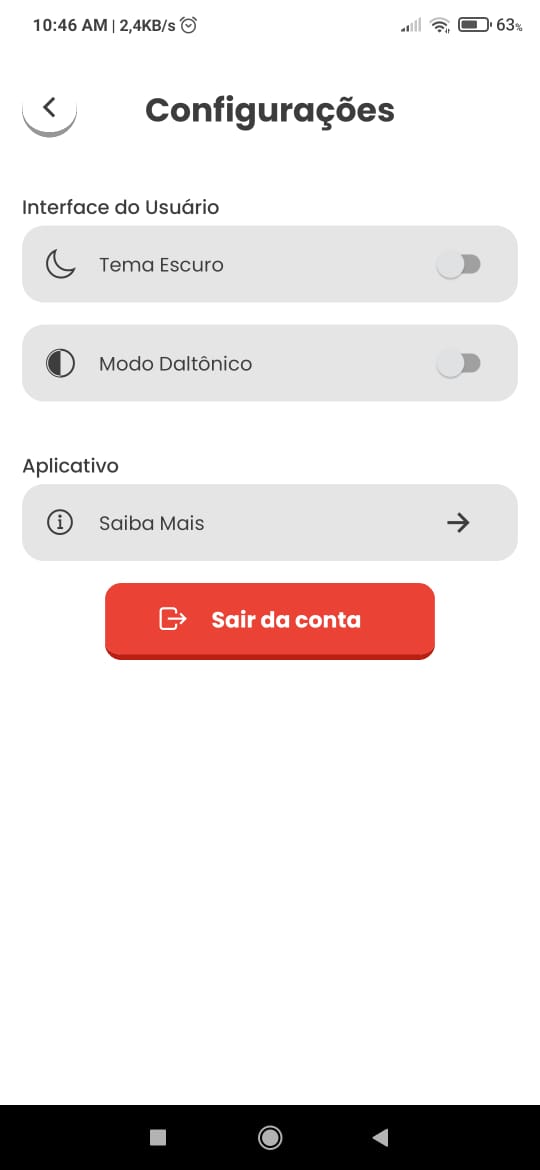 10:46 AM | 2,4KB/s
63%
Configurações
Interface do Usuário
Tema Escuro
Modo Daltônico
Aplicativo
Saiba Mais
Sair da conta